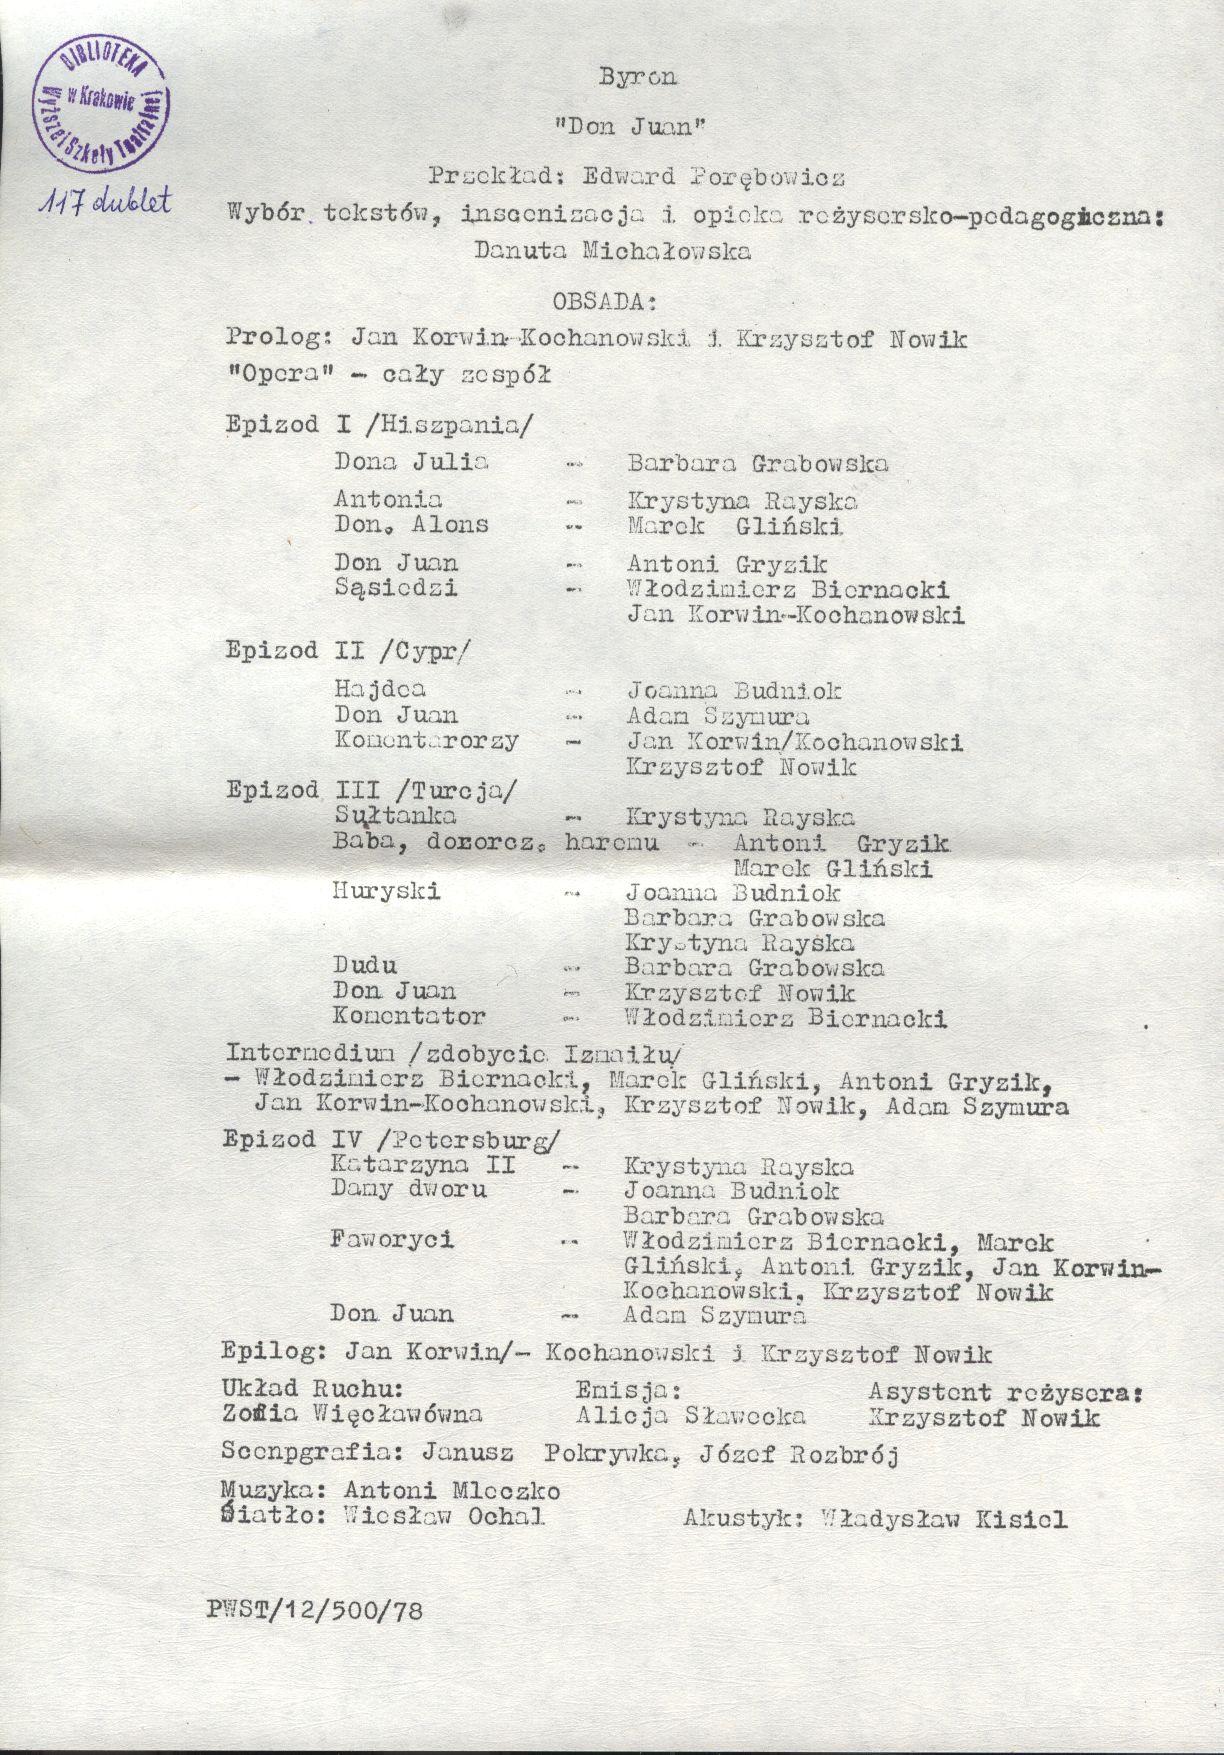 BIBLIOTEKA
w Krakowie
Wyższej Szkoły Teatralnej
117 dublet
Byron
"Don Juan"
Przekład: Edward Porębowicz
Wybór tekstów, inscenizacja i opieka reżysersko-pedagogiczna:
Danuta Michałowska
OBSADA:
Prolog: Jan Korwin-Kochanowski i Krzysztof Nowik
"Opera" - cały zespół
Epizod I /Hiszpania/
Dona Julia - Barbara Grabowska
Antonia - Krystyna Rayska
Don. Alons - Marek Gliński
Don Juan - Antoni Gryzik
Sąsiedzi - Włodzimierz Biernacki
Jan Korwin-Kochanowski
Epizod II /Cypr/
Hajdea - Joanna Budniok
Don Juan - Adam Szymura
Komentarorzy - Jan Korwin/Kochanowski
Krzysztof Nowik
Epizod III /Turcja/
Sułtanka - Krystyna Rayska
Baba, dozorcz. haremu - Antoni Gryzik
Marek Gliński
Huryski - Joanna Budniok
Barbara Grabowska
Krystyna Rayska
Dudu - Barbara Grabowska
Don Juan - Krzysztof Nowik
Komentator - Włodzimierz Biernacki
Intermedium /zdobycie Izmaiłu/
- Włodzimierz Biernacki, Marek Gliński, Antoni Gryzik,
Jan Korwin-Kochanowski, Krzysztof Nowik, Adam Szymura
Epizod IV /Petersburg/
Katarzyna II - Krystyna Rayska
Damy dworu - Joanna Budniok
Barbara Grabowska
Faworyci - Włodzimierz Biernacki, Marek
Gliński, Antoni Gryzik, Jan Korwin-
Kochanowski, Krzysztof Nowik
Don Juan - Adam Szymura
Epilog: Jan Korwin/- Kochanowski i Krzysztof Nowik
Układ Ruchu: Emisja: Asystent reżysera:
Zofia Więcławówna Alicja Sławecka Krzysztof Nowik
Scenpgrafia: Janusz Pokrywka, Józef Rozbrój
Muzyka: Antoni Mleczko
Śiatło: Wiesław Ochal Akustyk: Władysław Kisiel
PWST/12/500/78